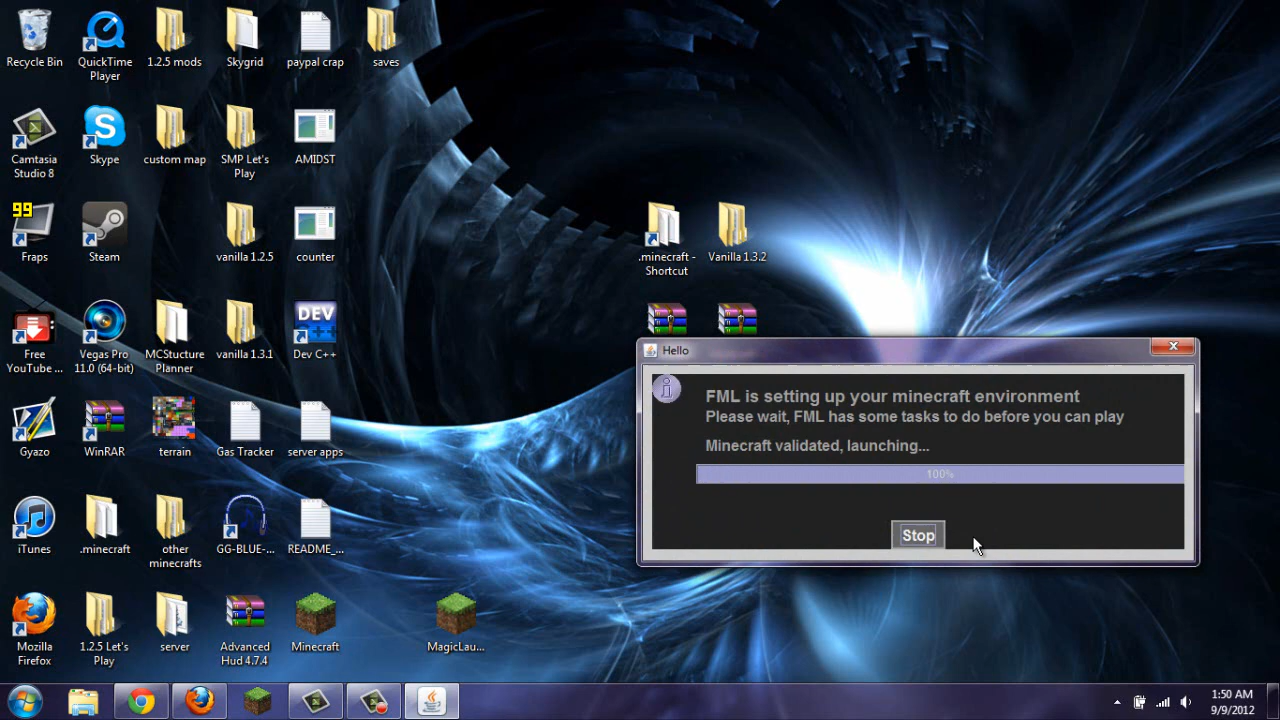 Recycle Bin
QuickTime
Player
1.2.5 mods
Skygrid
paypal crap
saves
Camtasia
Studio 8
Skype
custom map
SMP Let's
Play
AMIDST
99
Fraps
Steam
vanilla 1.2.5
counter
.minecraft -
Shortcut
Vanilla 1.3.2
Free
YouTube ...
Vegas Pro
11.0 (64-bit)
MCStucture
Planner
vanilla 1.3.1
DEV
C++
Dev C++
Hello
FML is setting up your minecraft environment
Please wait, FML has some tasks to do before you can play
Minecraft validated, launching...
100%
Stop
Gyazo
WinRAR
terrain
Gas Tracker
server apps
iTunes
.minecraft
other
minecrafts
GG-BLUE-...
README_...
Mozilla
Firefox
1.2.5 Let's
Play
server
Advanced
Hud 4.7.4
Minecraft
MagicLau...
1:50 AM
9/9/2012